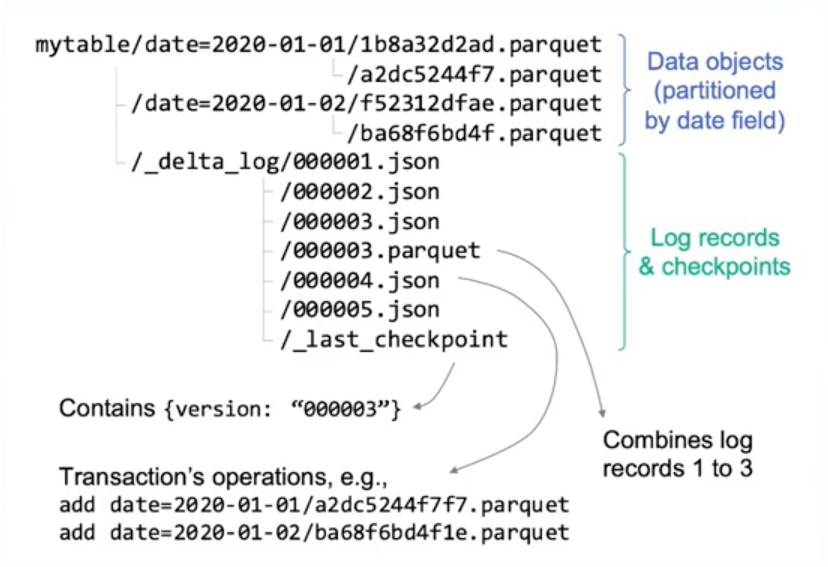 mytable/date=2020-01-01/1b8a32d2ad.parquet
/a2dc5244f7.parquet
/date=2020-01-02/f52312dfae.parquet
/ba68f6bd4f.parquet
/_delta_log/000001.json
/000002.json
/000003.json
/000003.parquet
/000004.json
/000005.json
/_last_checkpoint
Data objects
(partitioned
by date field)
Log records
& checkpoints
Contains {version: “000003”}
Combines log
records 1 to 3
Transaction's operations, e.g.,
add date=2020-01-01/a2dc5244f7f7.parquet
add date=2020-01-02/ba68f6bd4f1e.parquet